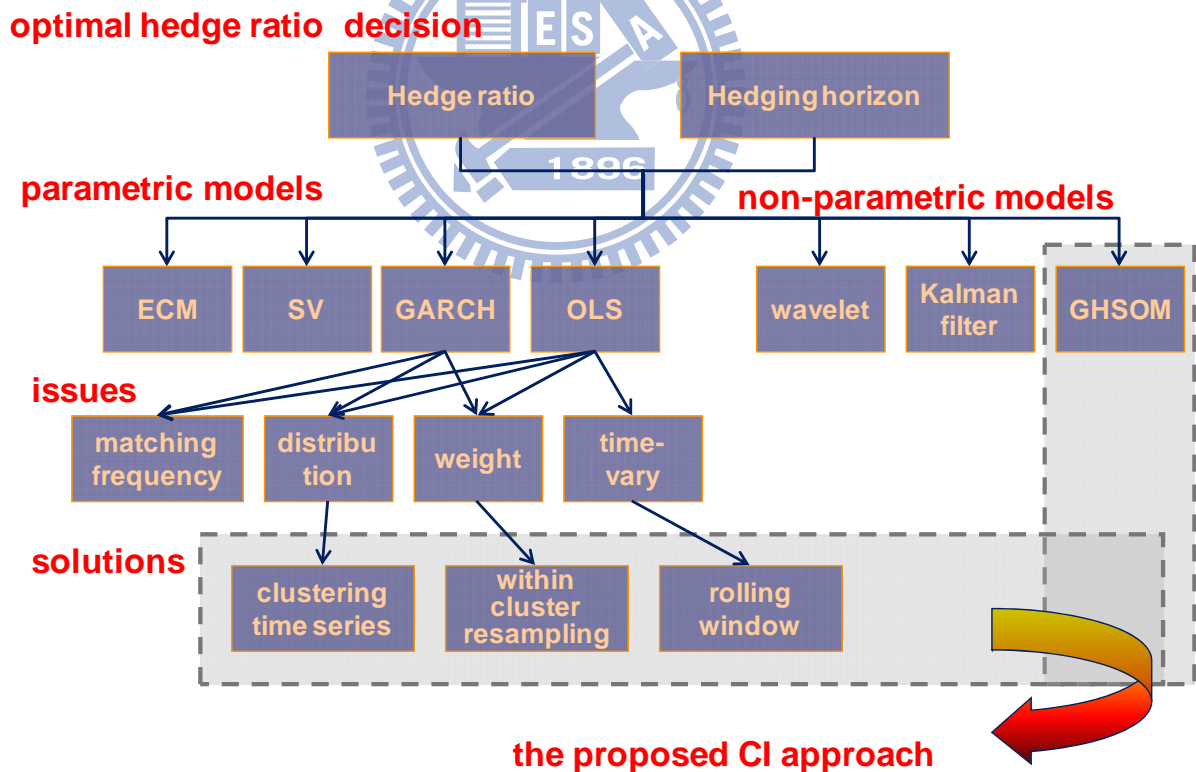 optimal hedge ratio decision
E S A
Hedge ratio
Hedging horizon
1896
parametric models
non-parametric models
ECM
SV
GARCH
OLS
wavelet
Kalman
filter
GHSOM
issues
matching
frequency
distribu
tion
weight
time-
vary
solutions
clustering
time series
within
cluster
resampling
rolling
window
the proposed CI approach